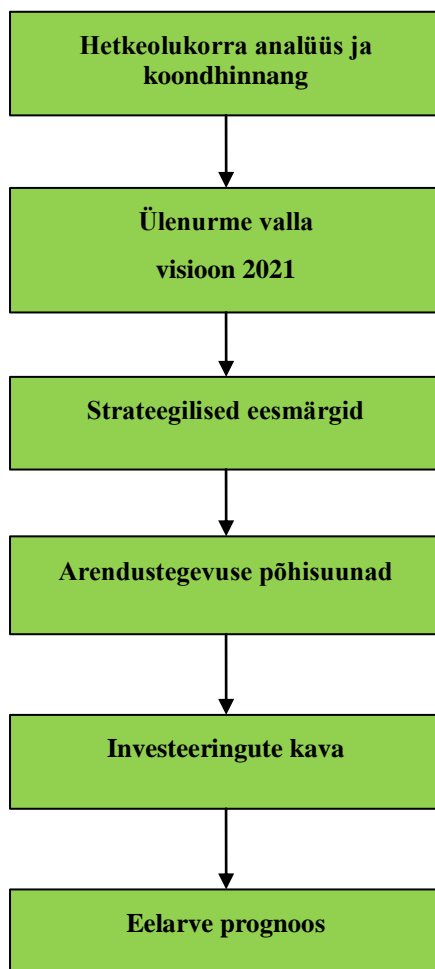 Hetkeolukorra analüüs ja
koondhinnang
Ülenurme valla
visioon 2021
Strateegilised eesmärgid
Arendustegevuse põhisuunad
Investeeringute kava
Eelarve prognoos